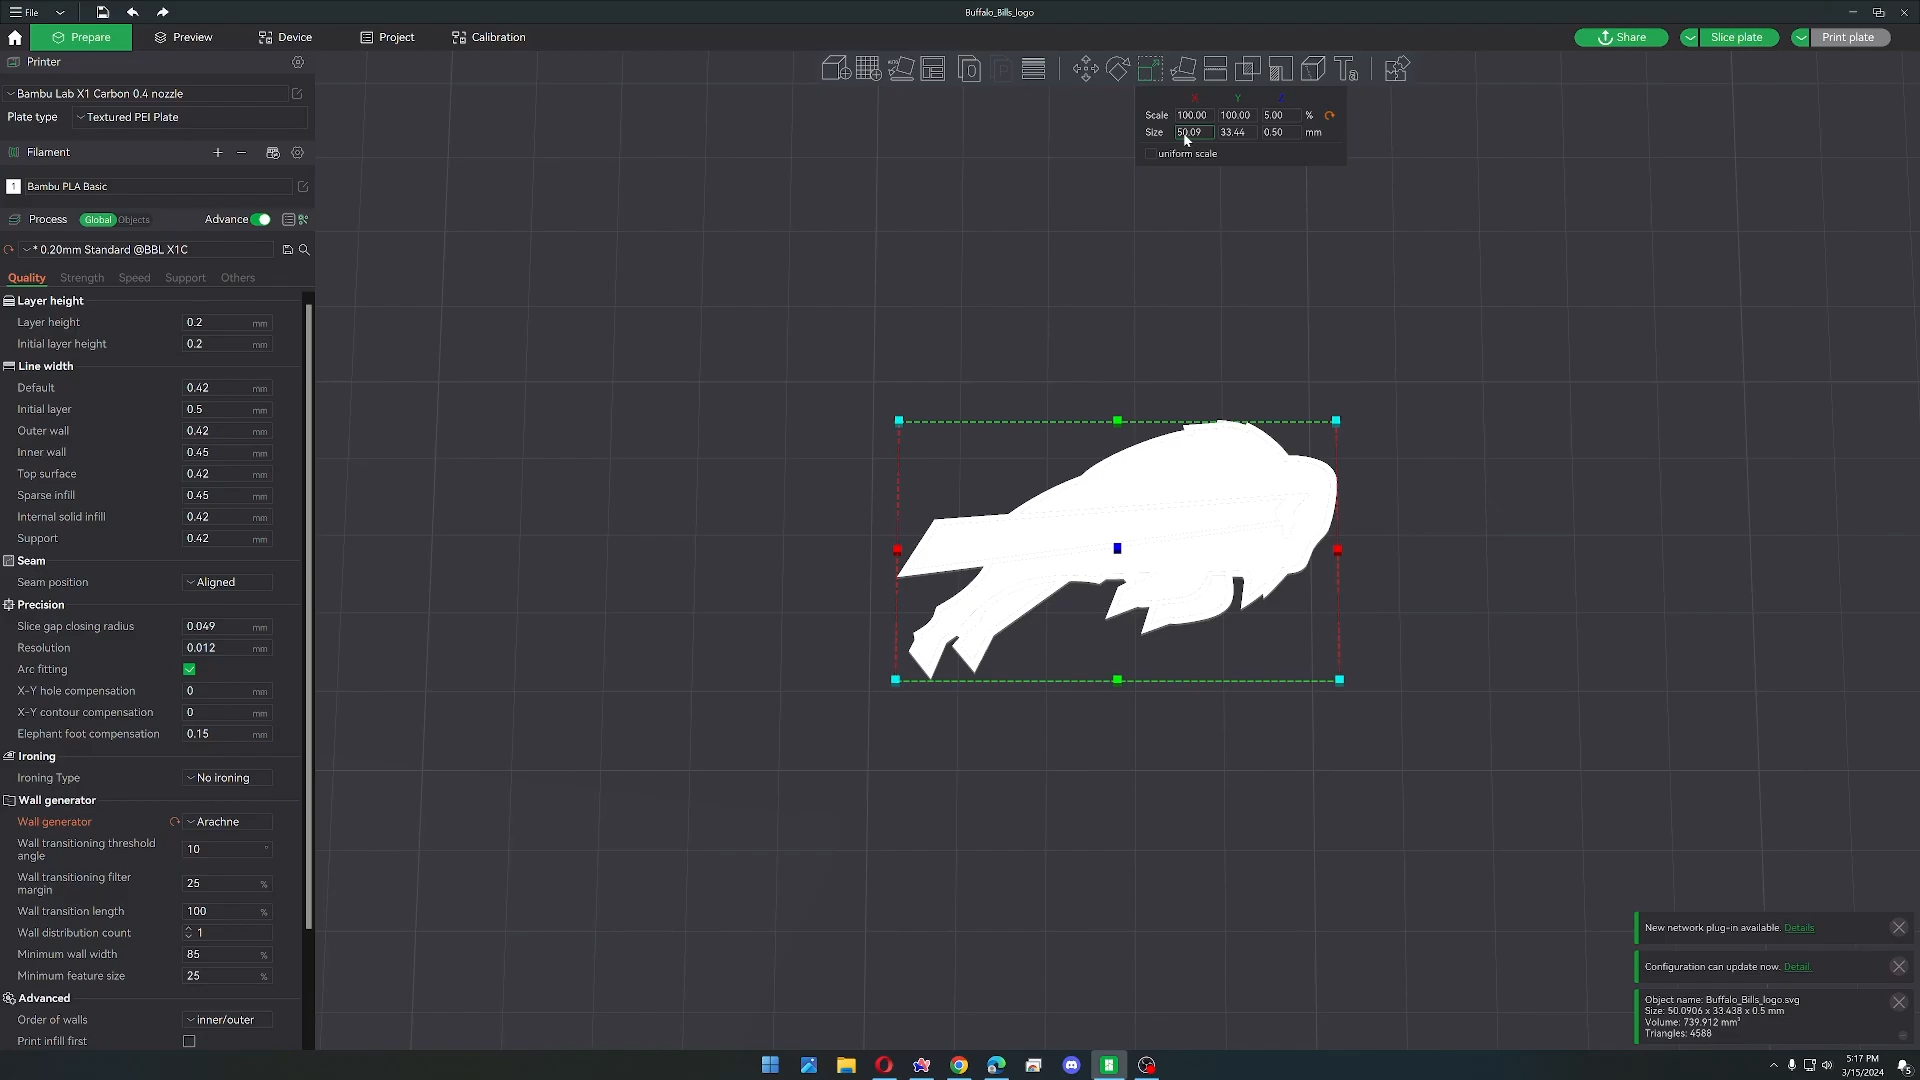 File
Buffalo_Bills_logo
Prepare
Preview
Device
Project
Calibration
Share
Slice plate
Print plate
Printer
Bambu Lab X1 Carbon 0.4 nozzle
Plate type
Textured PEI Plate
Filament
1 Bambu PLA Basic
Process Global Objects Advance
* 0.20mm Standard @BBL X1C
Quality Strength Speed Support Others
Layer height
Layer height 0.2 mm
Initial layer height 0.2 mm
Line width
Default 0.42 mm
Initial layer 0.5 mm
Outer wall 0.42 mm
Inner wall 0.45 mm
Top surface 0.42 mm
Sparse infill 0.45 mm
Internal solid infill 0.42 mm
Support 0.42 mm
Seam
Seam position Aligned
Precision
Slice gap closing radius 0.049 mm
Resolution 0.012 mm
Arc fitting
X-Y hole compensation 0 mm
X-Y contour compensation 0 mm
Elephant foot compensation 0.15 mm
Ironing
Ironing Type No ironing
Wall generator
Wall generator Arachne
Wall transitioning threshold
angle 10 °
Wall transitioning filter
margin 25 %
Wall transition length 100 %
Wall distribution count 1
Minimum wall width 85 %
Minimum feature size 25 %
Advanced
Order of walls inner/outer
Print infill first
X Y Z
Scale 100.00 100.00 5.00 %
Size 50.09 33.44 0.50 mm
uniform scale
New network plug-in available. Details
Configuration can update now. Detail.
Object name: Buffalo_Bills_logo.svg
Size: 50.0906 x 33.438 x 0.5 mm
Volume: 739.912 mm³
Triangles: 4588
5:17 PM
3/15/2024
5